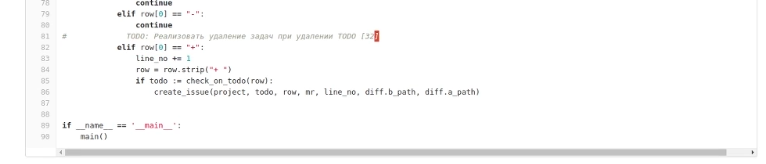 78 continue
79 elif row[0] == "-":
80 continue
81 # TODO: Реализовать удаление задач при удалении TODO [32]
82 elif row[0] == "+":
83 line_no += 1
84 row = row.strip("+ ")
85 if todo := check_on_todo(row):
86 create_issue(project, todo, row, mr, line_no, diff.b_path, diff.a_path)
87
88
89 if __name__ == '__main__':
90 main()